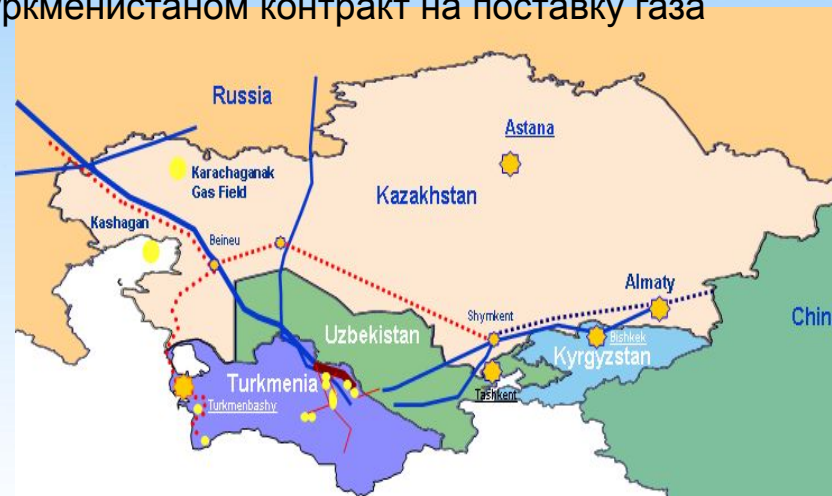 уркменистаном контракт на поставку газа
Russia
Astana
Karachaganak
Gas Field
Kazakhstan
Kashagan
Beineu
Almaty
Shymkent
Chin
Uzbekistan
Bishkek
Kyrgyzstan
Turkmenia
Tashkent
Turkmenbashy